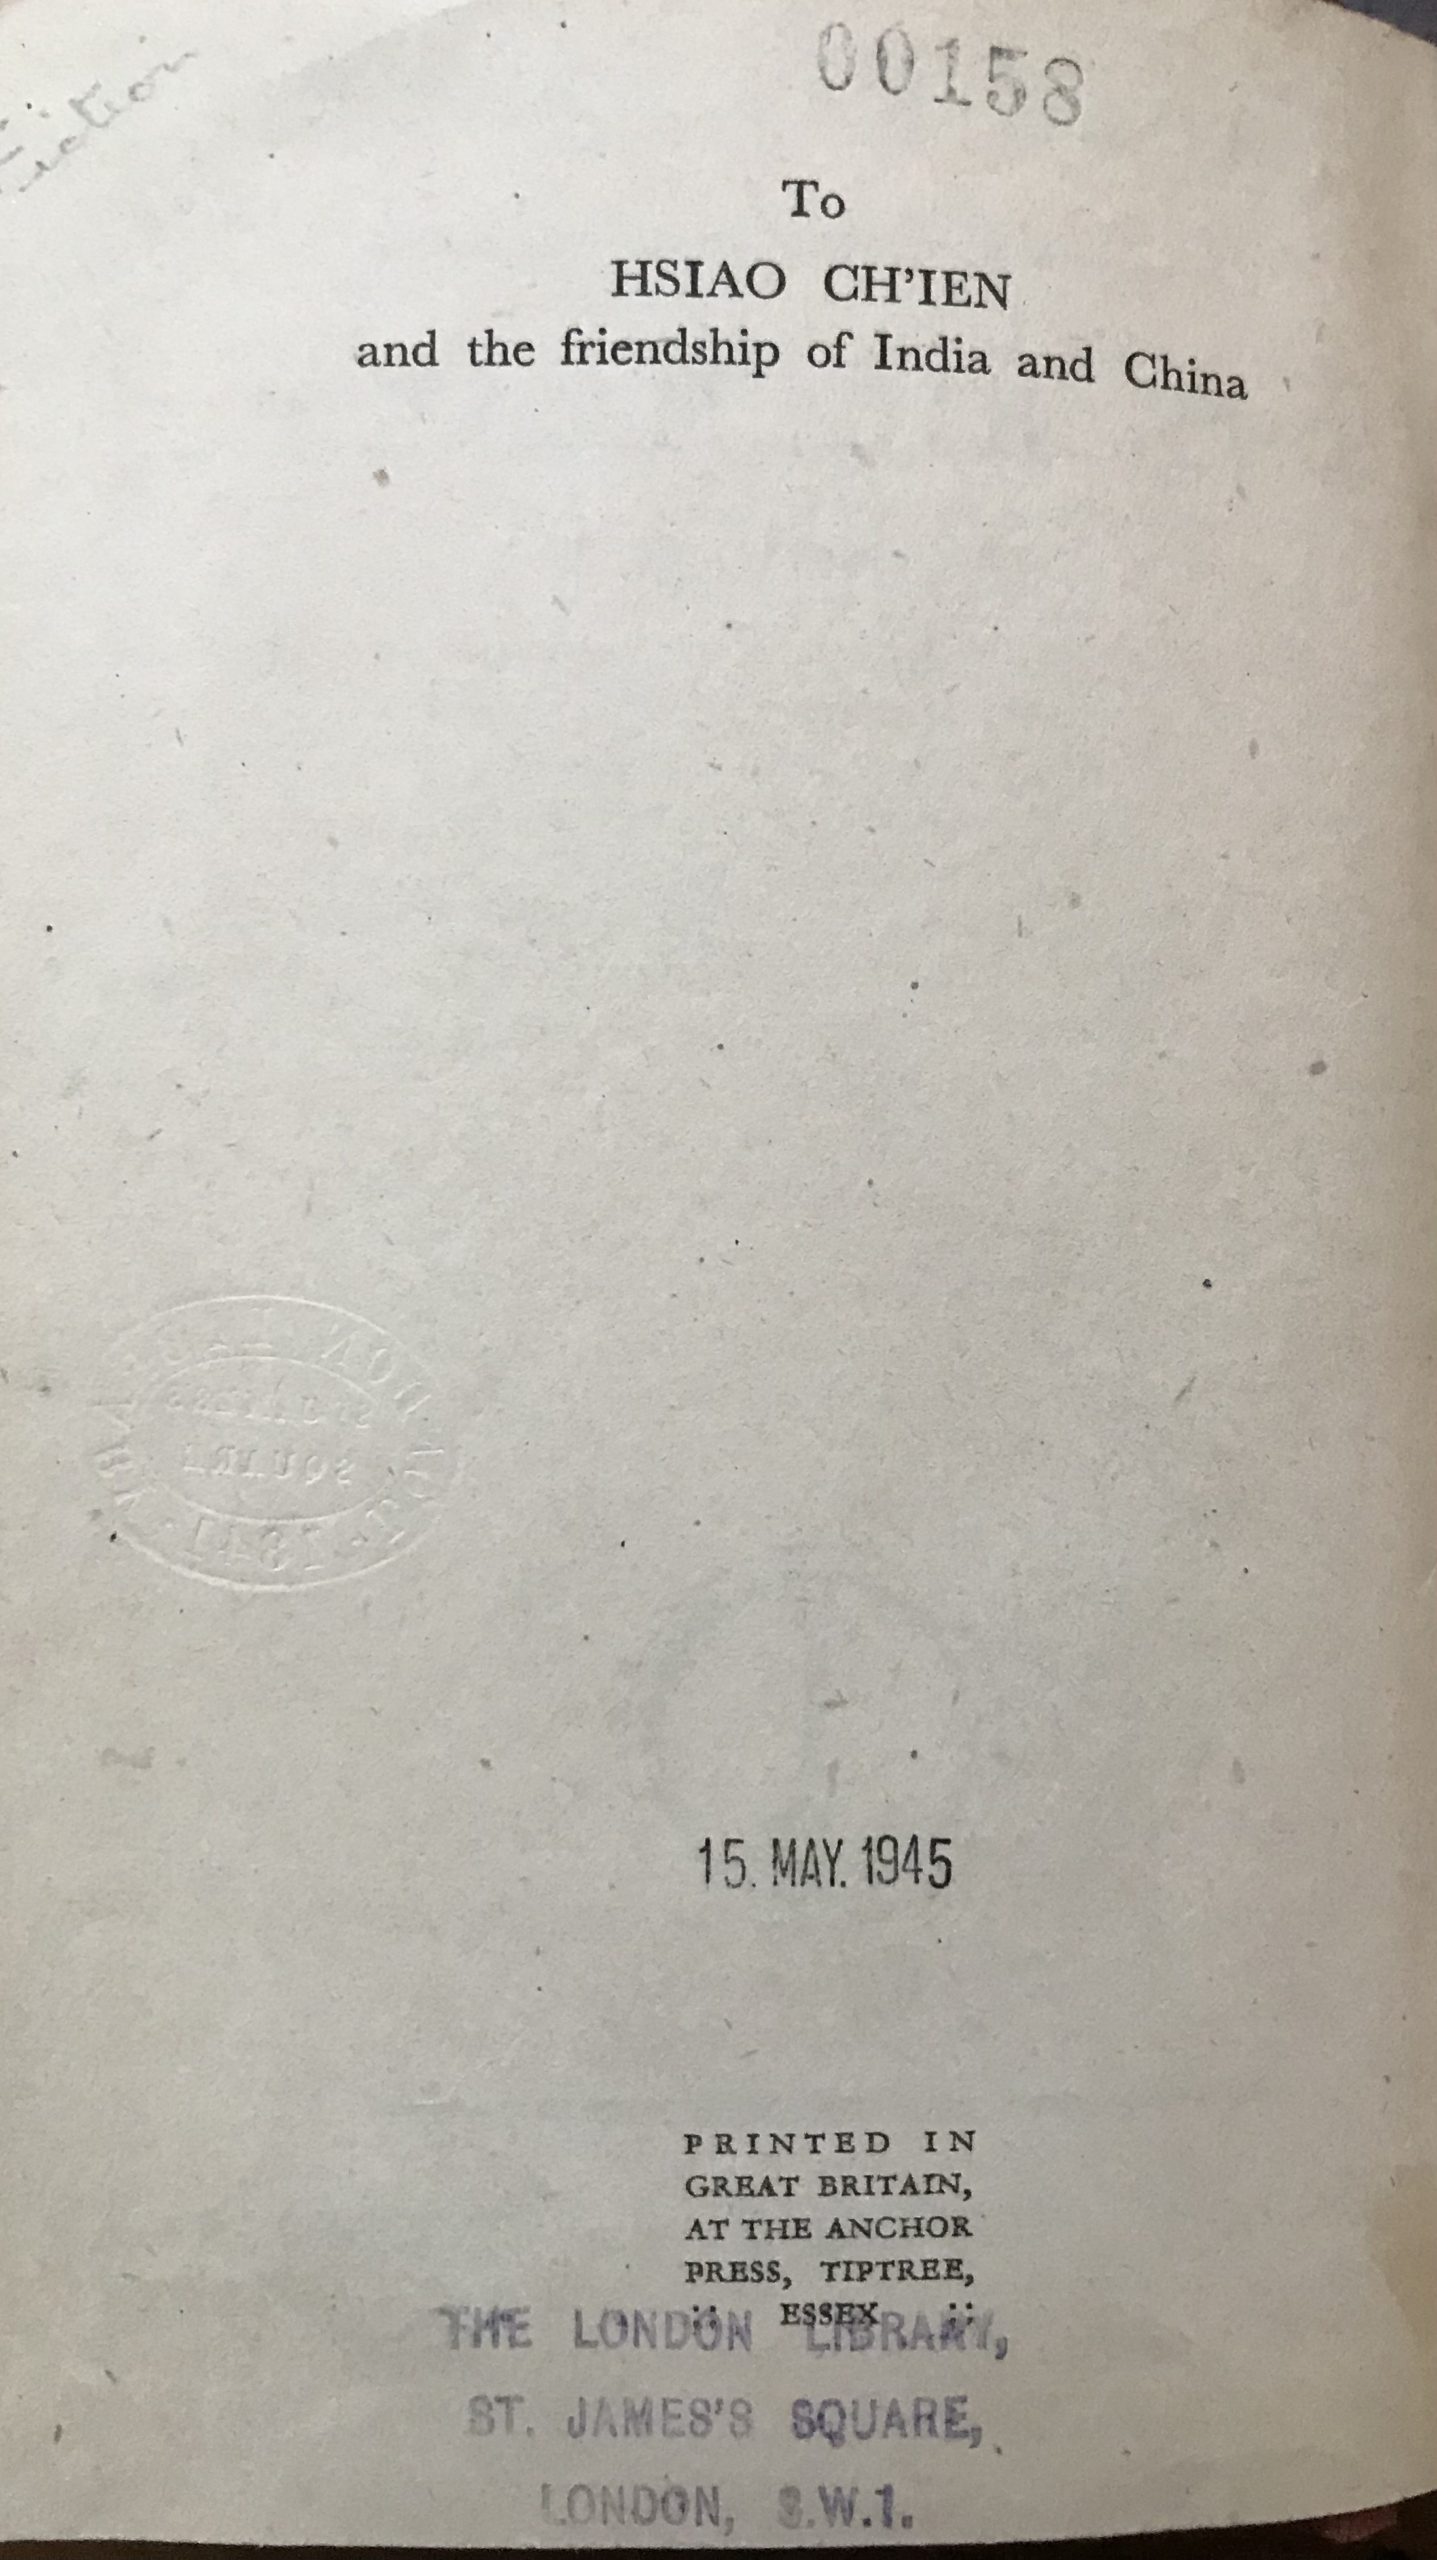 00158
Fiction
To
HSIAO CH'IEN
and the friendship of India and China
15. MAY. 1945
PRINTED IN
GREAT BRITAIN,
AT THE ANCHOR
PRESS, TIPTREE,
:: ESSEX ::
THE LONDON LIBRARY,
ST. JAMES'S SQUARE,
LONDON, S.W.1.